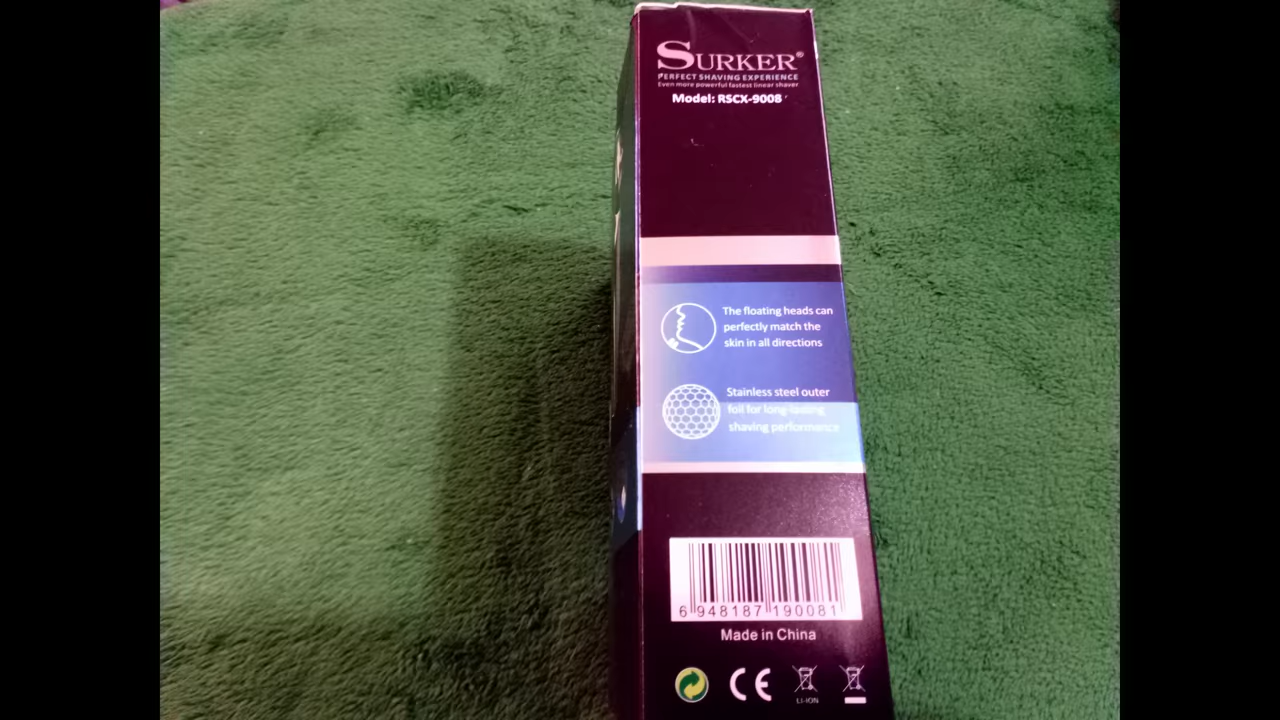 SURKER®
PERFECT SHAVING EXPERIENCE
Even more powerful fastest linear shaver
Model: RSCX-9008
The floating heads can
perfectly match the
skin in all directions
Stainless steel outer
foil for long-lasting
shaving performance
6 948187 190081
Made in China
CE
LI-ION